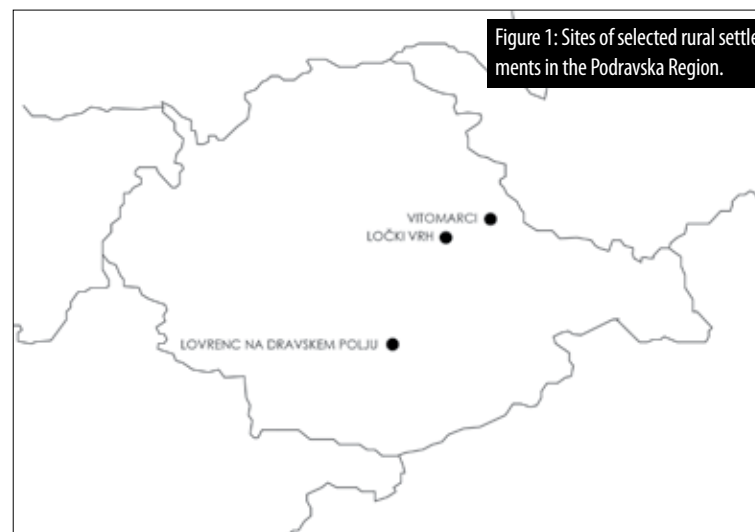 Figure 1: Sites of selected rural settle-
ments in the Podravska Region.
VITOMARCI
LOČKI VRH
LOVRENC NA DRAVSKEM POLJU